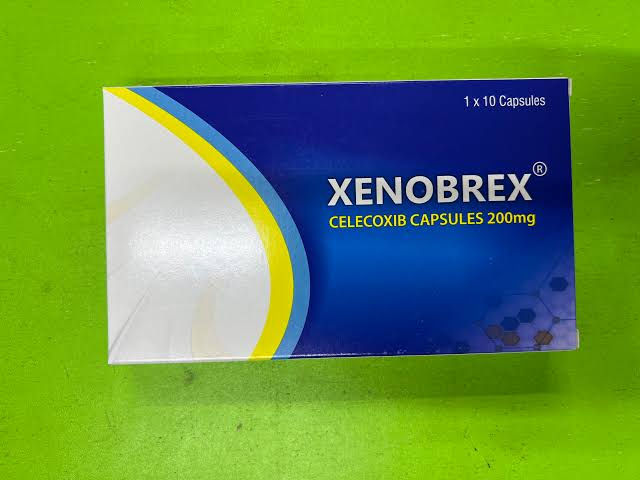 1 x 10 Capsules
XENOBREX®
CELECOXIB CAPSULES 200mg